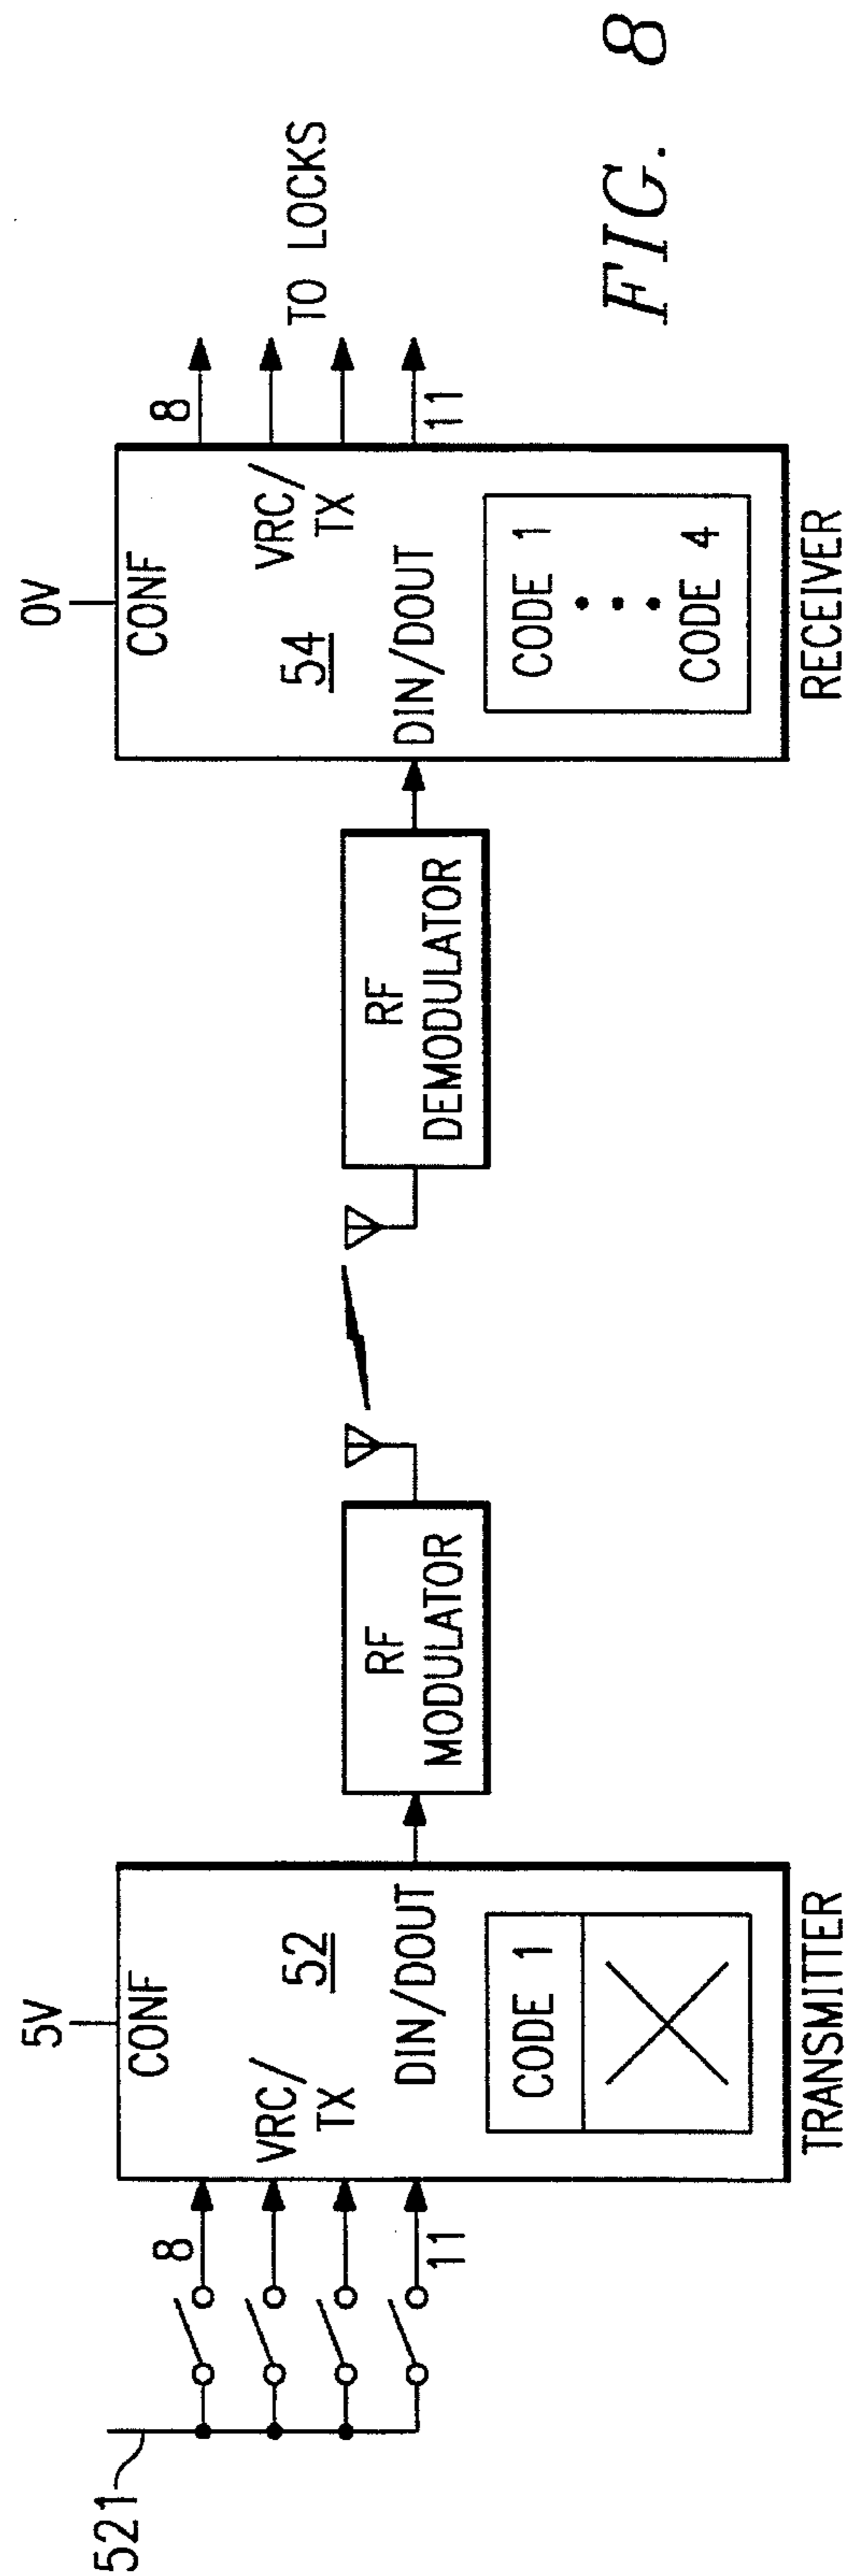 521
8
11
5V
CONF
VRC/
TX
52
DIN/DOUT
CODE 1
TRANSMITTER
RF
MODULATOR
RF
DEMODULATOR
0V
CONF
54
VRC/
TX
DIN/DOUT
CODE 1
CODE 4
RECEIVER
8
11
TO LOCKS
FIG. 8